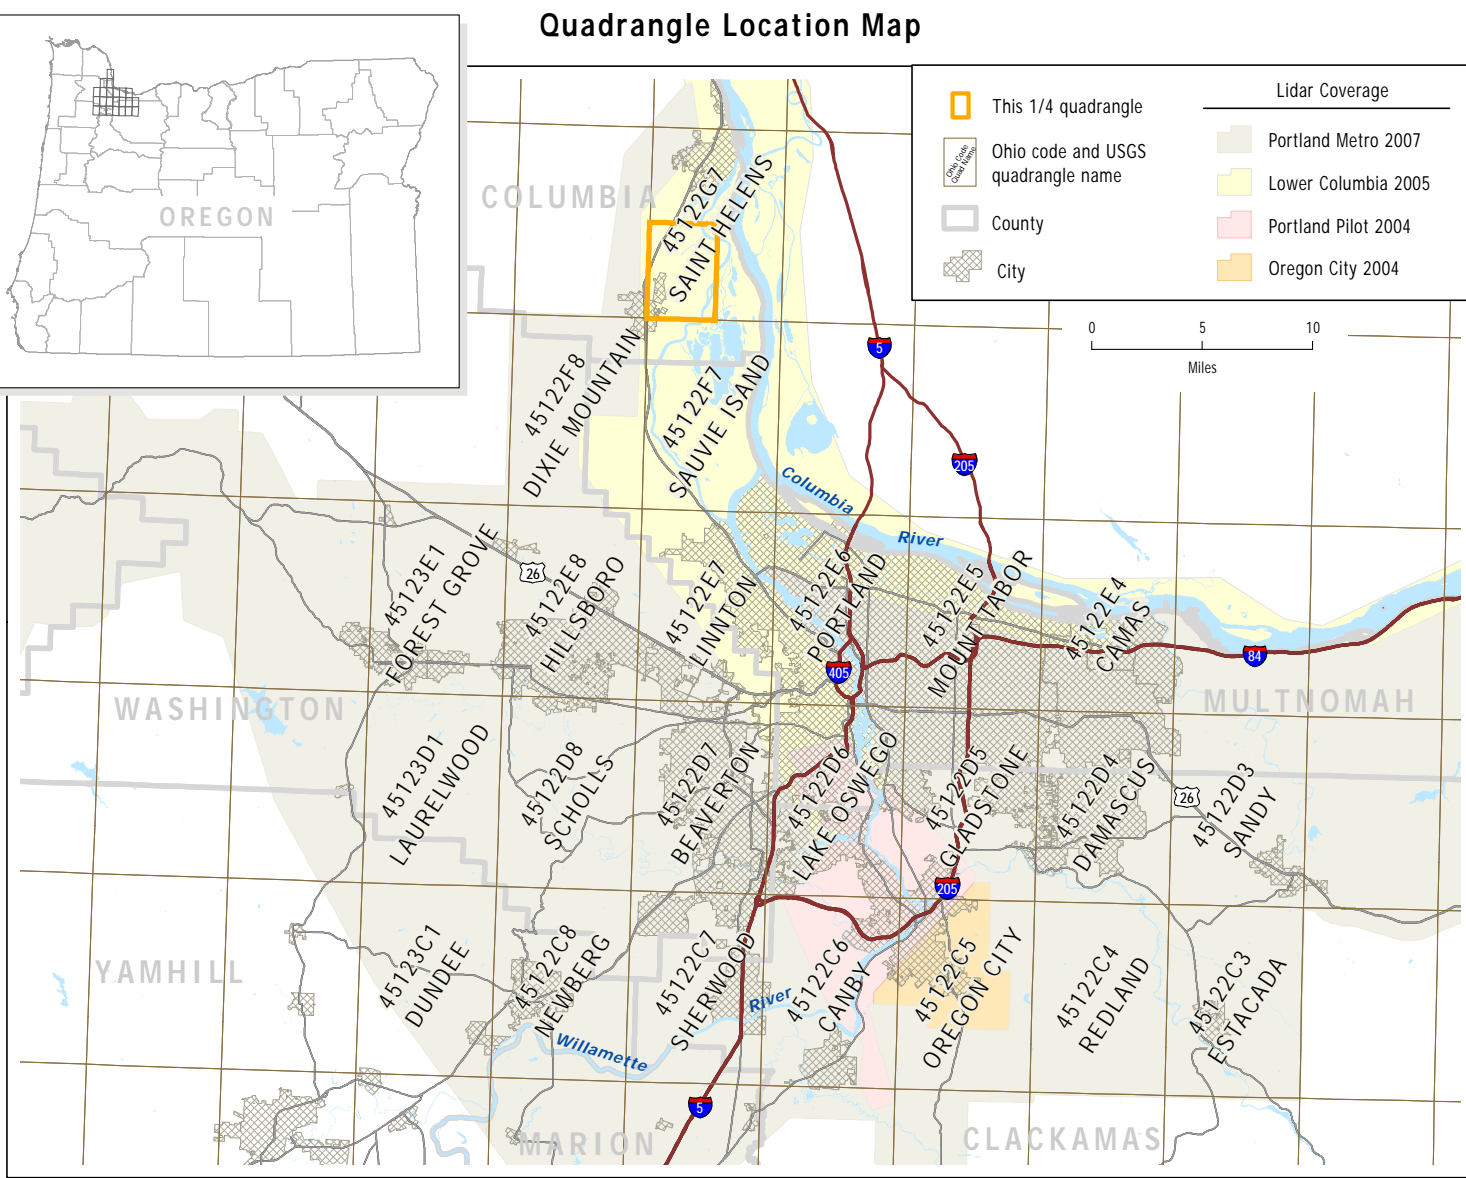 Quadrangle Location Map
OREGON
This 1/4 quadrangle
Ohio Code
Quad Name
Ohio code and USGS
quadrangle name
County
City
Lidar Coverage
Portland Metro 2007
Lower Columbia 2005
Portland Pilot 2004
Oregon City 2004
0 5 10
Miles
COLUMBIA
45122G7
SAINT HELENS
45122F8
DIXIE MOUNTAIN
45122F7
SAUVIE ISAND
5
205
Columbia
River
45123E1
FOREST GROVE
26
45122E8
HILLSBORO
45122E7
LINNTON
45122E6
PORTLAND
45122E5
MOUNT TABOR
45122E4
CAMAS
405
84
WASHINGTON
MULTNOMAH
45123D1
LAURELWOOD
45122D8
SCHOLLS
45122D7
BEAVERTON
45122D6
LAKE OSWEGO
45122D5
GLADSTONE
45122D4
DAMASCUS
26
45122D3
SANDY
205
YAMHILL
45123C1
DUNDEE
45122C8
NEWBERG
45122C7
SHERWOOD
45122C6
CANBY
45122C5
OREGON CITY
45122C4
REDLAND
45122C3
ESTACADA
River
Willamette
5
MARION
CLACKAMAS